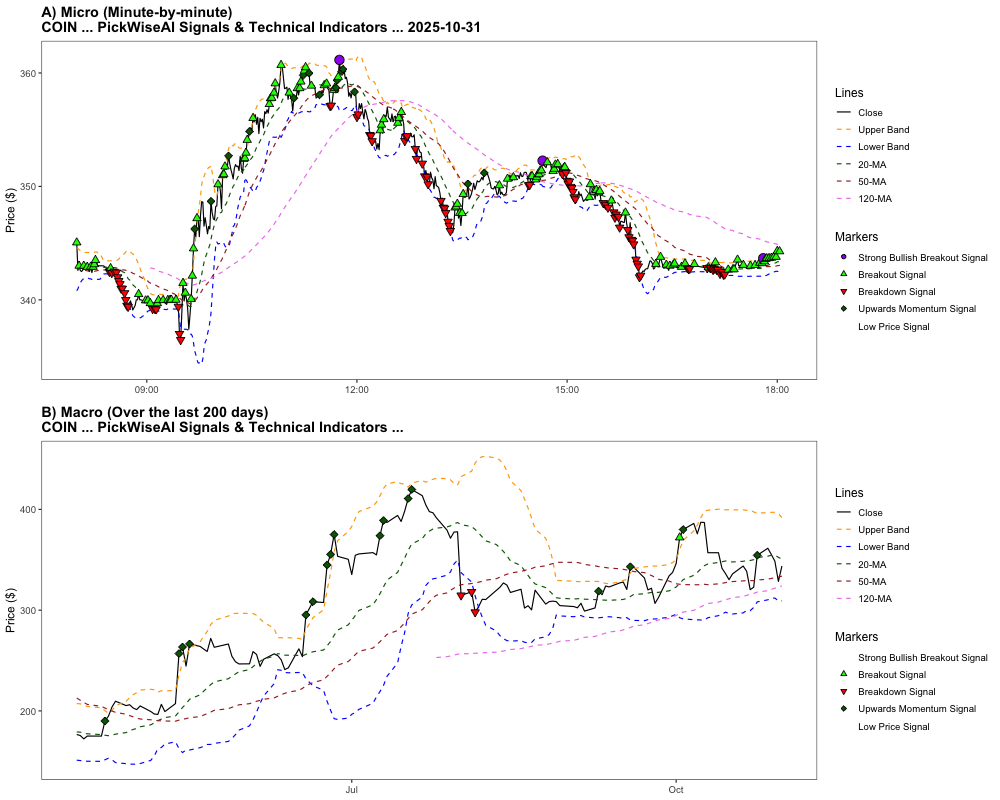 A) Micro (Minute-by-minute)
COIN ... PickWiseAI Signals & Technical Indicators ... 2025-10-31
Price ($)
360
350
340
09:00
12:00
15:00
18:00
Lines
Close
Upper Band
Lower Band
20-MA
50-MA
120-MA
Markers
Strong Bullish Breakout Signal
Breakout Signal
Breakdown Signal
Upwards Momentum Signal
Low Price Signal
B) Macro (Over the last 200 days)
COIN ... PickWiseAI Signals & Technical Indicators ...
Price ($)
400
300
200
Jul
Oct
Lines
Close
Upper Band
Lower Band
20-MA
50-MA
120-MA
Markers
Strong Bullish Breakout Signal
Breakout Signal
Breakdown Signal
Upwards Momentum Signal
Low Price Signal